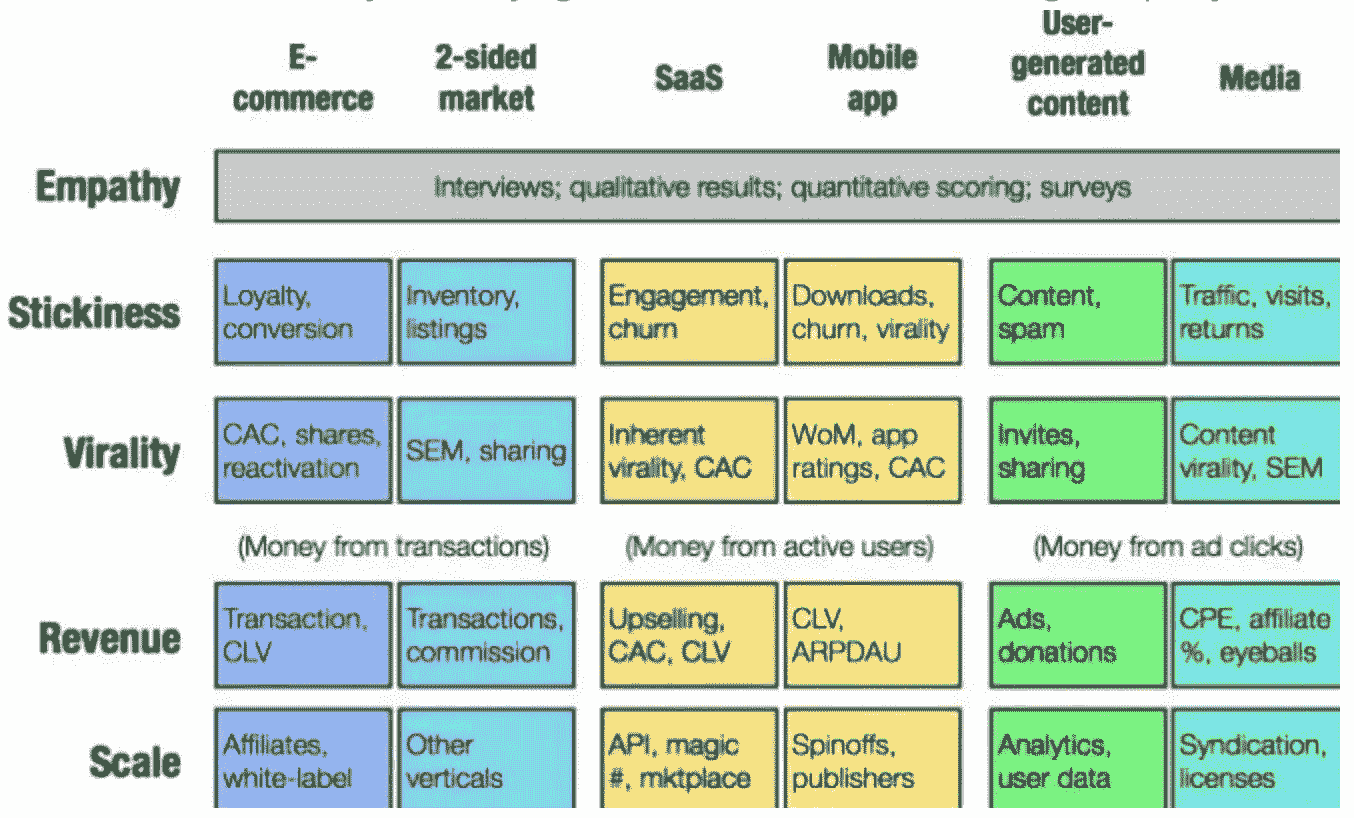 E-
commerce
2-sided
market
SaaS
Mobile
app
User-
generated
content
Media
Empathy
Interviews; qualitative results; quantitative scoring; surveys
Stickiness
Loyalty,
conversion
Inventory,
listings
Engagement,
churn
Downloads,
churn, virality
Content,
spam
Traffic, visits,
returns
Virality
CAC, shares,
reactivation
SEM, sharing
Inherent
virality, CAC
WoM, app
ratings, CAC
Invites,
sharing
Content
virality, SEM
(Money from transactions)
(Money from active users)
(Money from ad clicks)
Revenue
Transaction,
CLV
Transactions,
commission
Upselling,
CAC, CLV
CLV,
ARPDAU
Ads,
donations
CPE, affiliate
%, eyeballs
Scale
Affiliates,
white-label
Other
verticals
API, magic
#, mktplace
Spinoffs,
publishers
Analytics,
user data
Syndication,
licenses